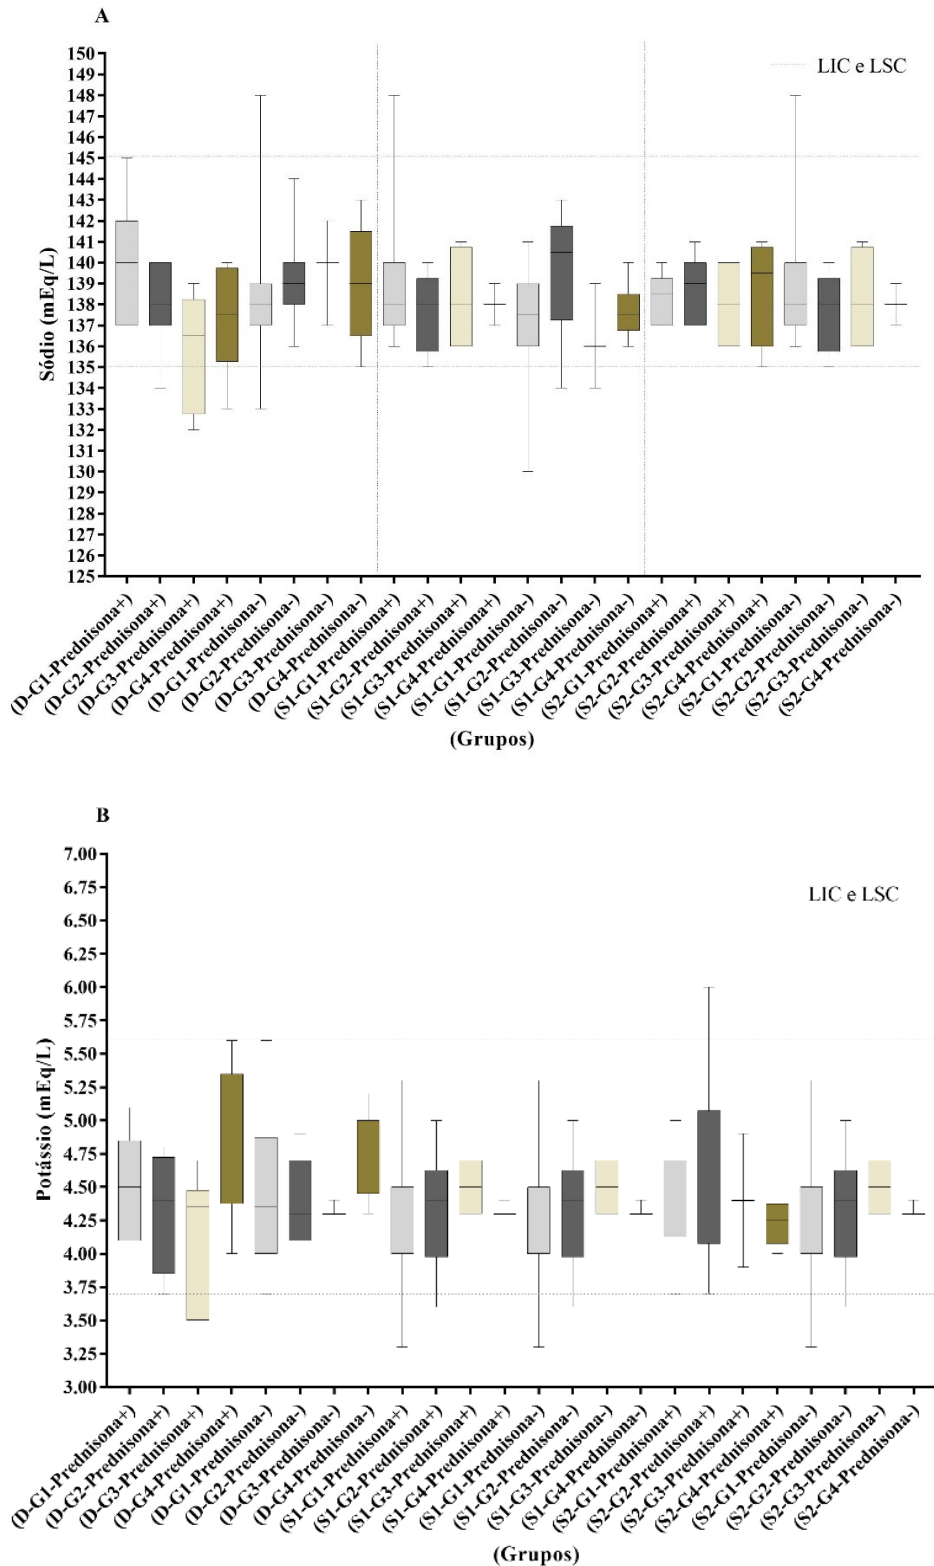 A
LIC e LSC
Sódio (mEq/L)
150
149
148
147
146
145
144
143
142
141
140
139
138
137
136
135
134
133
132
131
130
129
128
127
126
125
(D-G1-Prednisona+)
(D-G2-Prednisona+)
(D-G3-Prednisona+)
(D-G4-Prednisona+)
(D-G1-Prednisona-)
(D-G2-Prednisona-)
(D-G3-Prednisona-)
(D-G4-Prednisona-)
(S1-G1-Prednisona+)
(S1-G2-Prednisona+)
(S1-G3-Prednisona+)
(S1-G4-Prednisona+)
(S1-G1-Prednisona-)
(S1-G2-Prednisona-)
(S1-G3-Prednisona-)
(S1-G4-Prednisona-)
(S2-G1-Prednisona+)
(S2-G2-Prednisona+)
(S2-G3-Prednisona+)
(S2-G4-Prednisona+)
(S2-G1-Prednisona-)
(S2-G2-Prednisona-)
(S2-G3-Prednisona-)
(S2-G4-Prednisona-)
(Grupos)
B
LIC e LSC
Potássio (mEq/L)
7.00
6.75
6.50
6.25
6.00
5.75
5.50
5.25
5.00
4.75
4.50
4.25
4.00
3.75
3.50
3.25
3.00
(D-G1-Prednisona+)
(D-G2-Prednisona+)
(D-G3-Prednisona+)
(D-G4-Prednisona+)
(D-G1-Prednisona-)
(D-G2-Prednisona-)
(D-G3-Prednisona-)
(D-G4-Prednisona-)
(S1-G1-Prednisona+)
(S1-G2-Prednisona+)
(S1-G3-Prednisona+)
(S1-G4-Prednisona+)
(S1-G1-Prednisona-)
(S1-G2-Prednisona-)
(S1-G3-Prednisona-)
(S1-G4-Prednisona-)
(S2-G1-Prednisona+)
(S2-G2-Prednisona+)
(S2-G3-Prednisona+)
(S2-G4-Prednisona+)
(S2-G1-Prednisona-)
(S2-G2-Prednisona-)
(S2-G3-Prednisona-)
(S2-G4-Prednisona-)
(Grupos)